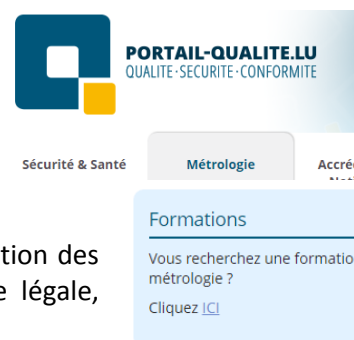 PORTAIL-QUALITE.LU
QUALITE·SECURITE·CONFORMITE
Sécurité & Santé
Métrologie
Formations
tion des
légale,
Vous recherchez une
métrologie ?
Cliquez ICI